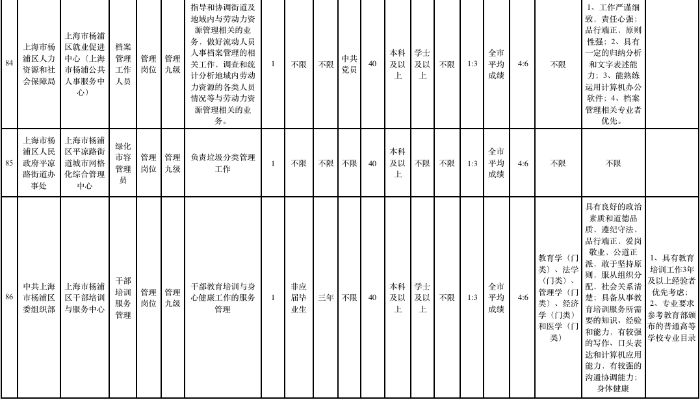 84
上海市杨浦
区人力资
源和社会
保障局
上海市杨浦
区就业促进
中心（上海
市杨浦公共
人事服务中
心）
档案
管理
工作
人员
管理
岗位
管理
九级
指导和协调街道及
地域内与劳动力资
源管理相关的业
务，做好流动人员
人事档案管理的相
关工作，调查和统
计分析地域内劳动
力资源的各类人员
情况等与劳动力资
源管理相关的业
务。
1
不限
不限
中共
党员
40
本科
及以
上
学士
及以
上
不限
1:3
全市
平均
成绩
4:6
不限
1、工作严谨细
致，责任心强；
品行端正，原则
性强；2、具有一
定的归纳分析
和文字表述能
力；3、能熟练
运用计算机办公
软件；4、档案
管理相关专业者
优先。
85
上海市杨
浦区人民
政府平凉
路街道办
事处
上海市杨浦
区平凉路街
道城市网格
化综合管理
中心
绿化
市容
管理
员
管理
岗位
管理
九级
负责垃圾分类管理
工作
1
不限
不限
不限
40
本科
及以
上
不限
不限
1:3
全市
平均
成绩
4:6
不限
不限
86
中共上海
市杨浦区
委组织部
上海市杨浦
区干部培训
与服务中心
干部
培训
服务
管理
管理
岗位
管理
九级
干部教育培训与身
心健康工作的服务
管理
1
非应
届毕
业生
三年
不限
40
本科
及以
上
学士
及以
上
不限
1:3
全市
平均
成绩
4:6
教育学（门
类）、法学
（门类）、
管理学（门
类）、经济
学（门类）
和医学（门
类）
具有良好的政治
素质和道德品
质，遵纪守法，
品行端正，爱岗
敬业，公道正
派，敢于坚持原
则，服从组织分
配，社会关系清
楚；具备从事教
育培训服务所需
要的知识、经验
和能力，有较强
的写作、口头表
达和计算机应用
能力，有较强的
沟通协调能力；
身体健康
1、具有教育
培训工作3年
及以上经验者
优先考虑；
2、专业要求
参考教育部颁
布的普通高等
学校专业目录